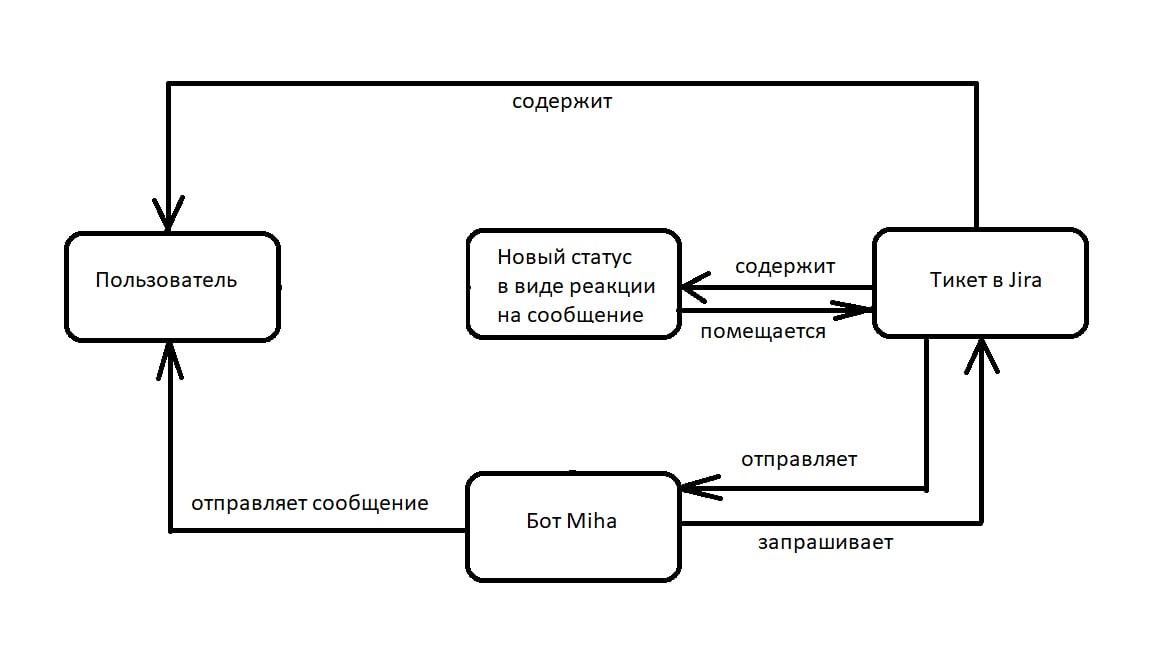 содержит
Пользователь
Новый статус
в виде реакции
на сообщение
содержит
помещается
Тикет в Jira
отправляет
отправляет сообщение
Бот Miha
запрашивает